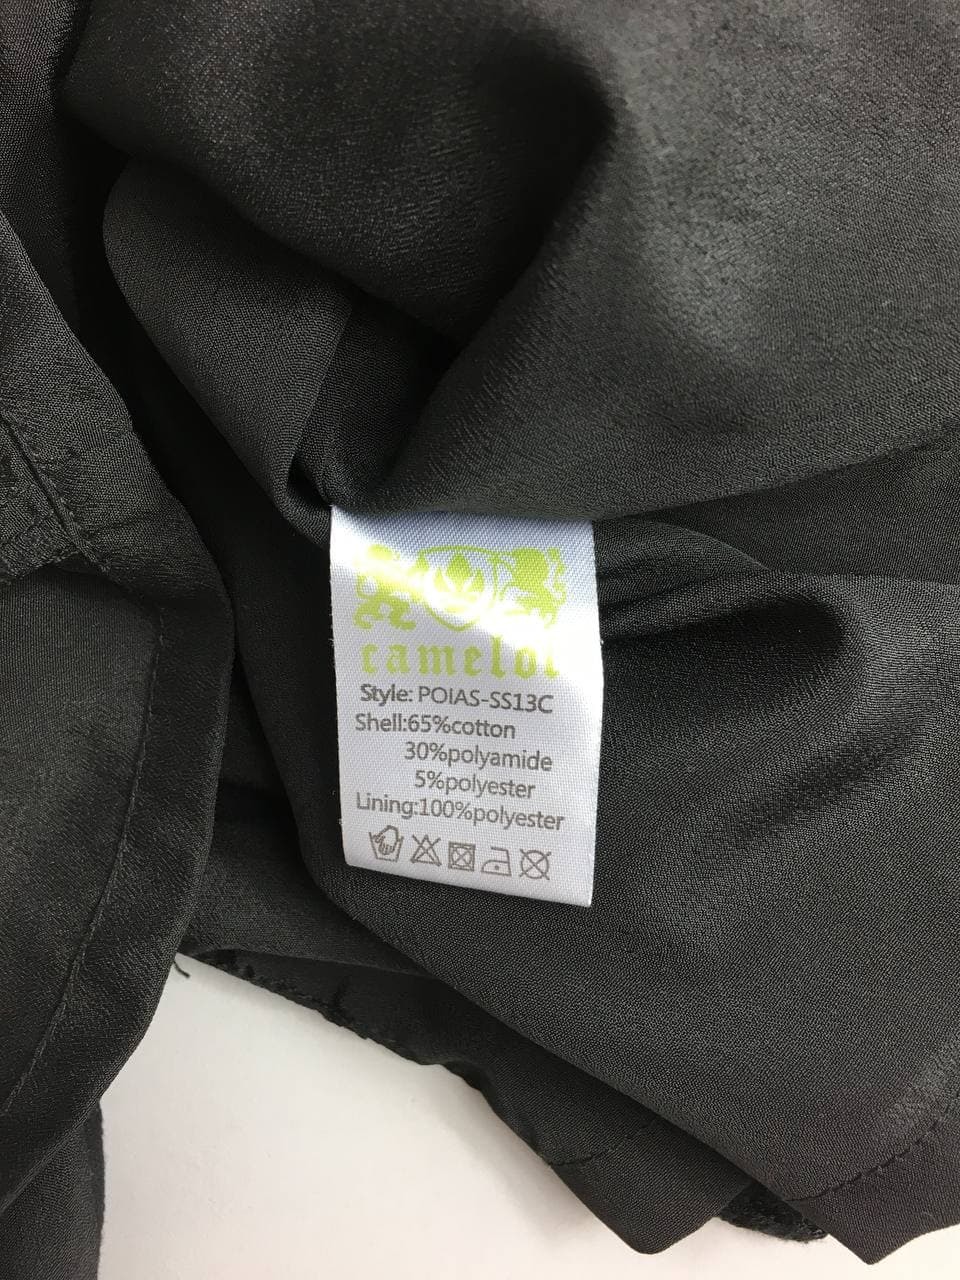 camelot
Style: POIAS-SS13C
Shell:65%cotton
30%polyamide
5%polyester
Lining:100%polyester